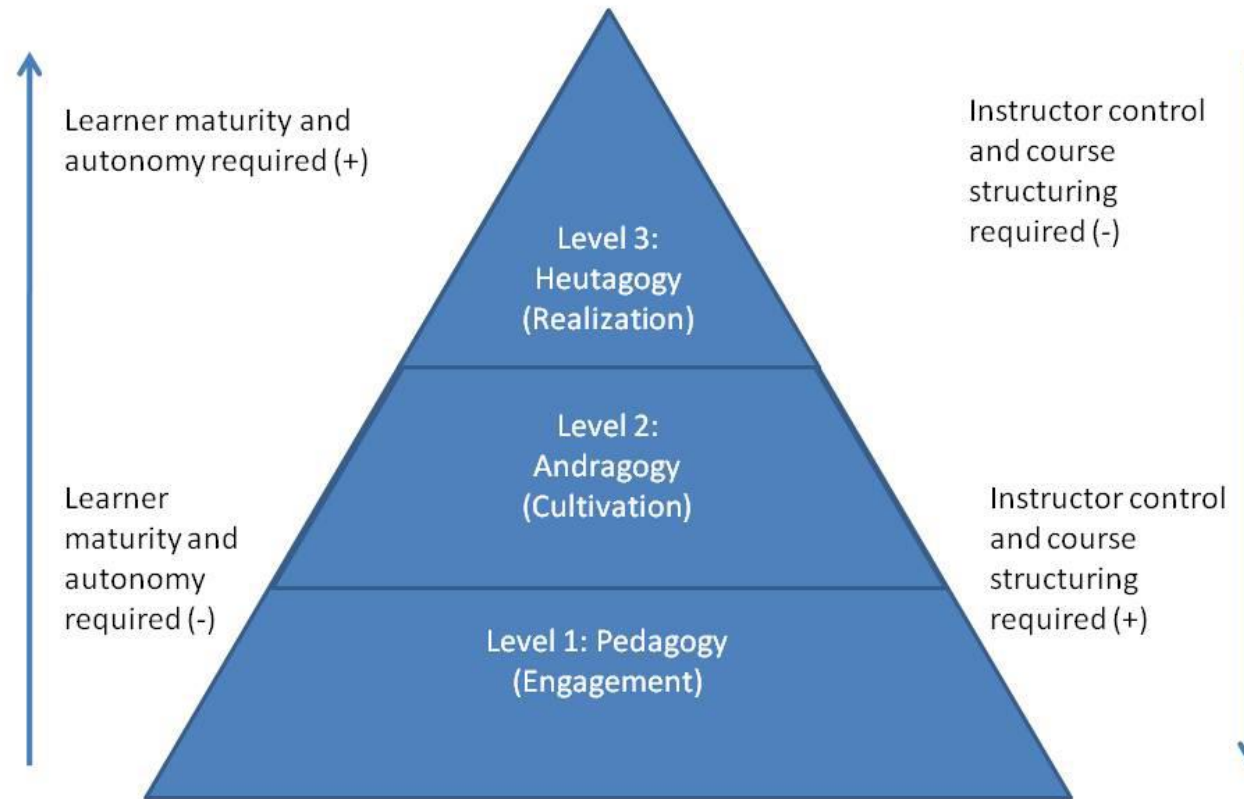 Learner maturity and
autonomy required (+)
Instructor control
and course
structuring
required (-)
Level 3:
Heutagogy
(Realization)
Level 2:
Andragogy
(Cultivation)
Learner
maturity and
autonomy
required (-)
Instructor control
and course
structuring
required (+)
Level 1: Pedagogy
(Engagement)